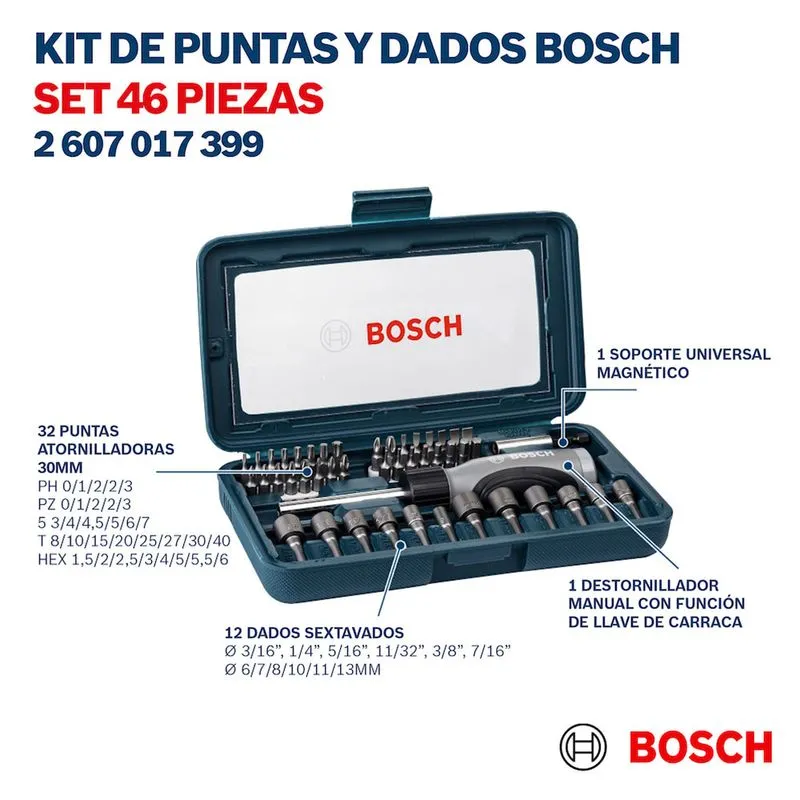 KIT DE PUNTAS Y DADOS BOSCH
SET 46 PIEZAS
2 607 017 399
BOSCH
1 SOPORTE UNIVERSAL
MAGNÉTICO
32 PUNTAS
ATORNILLADORAS
30MM
PH 0/1/2/2/3
PZ 0/1/2/2/3
S 3/4/4,5/5/6/7
T 8/10/15/20/25/27/30/40
HEX 1,5/2/2,5/3/4/5/5,5/6
BOSCH
1 DESTORNILLADOR
MANUAL CON FUNCIÓN
DE LLAVE DE CARRACA
12 DADOS SEXTAVADOS
Ø 3/16”, 1/4”, 5/16”, 11/32”, 3/8”, 7/16”
Ø 6/7/8/10/11/13MM
BOSCH